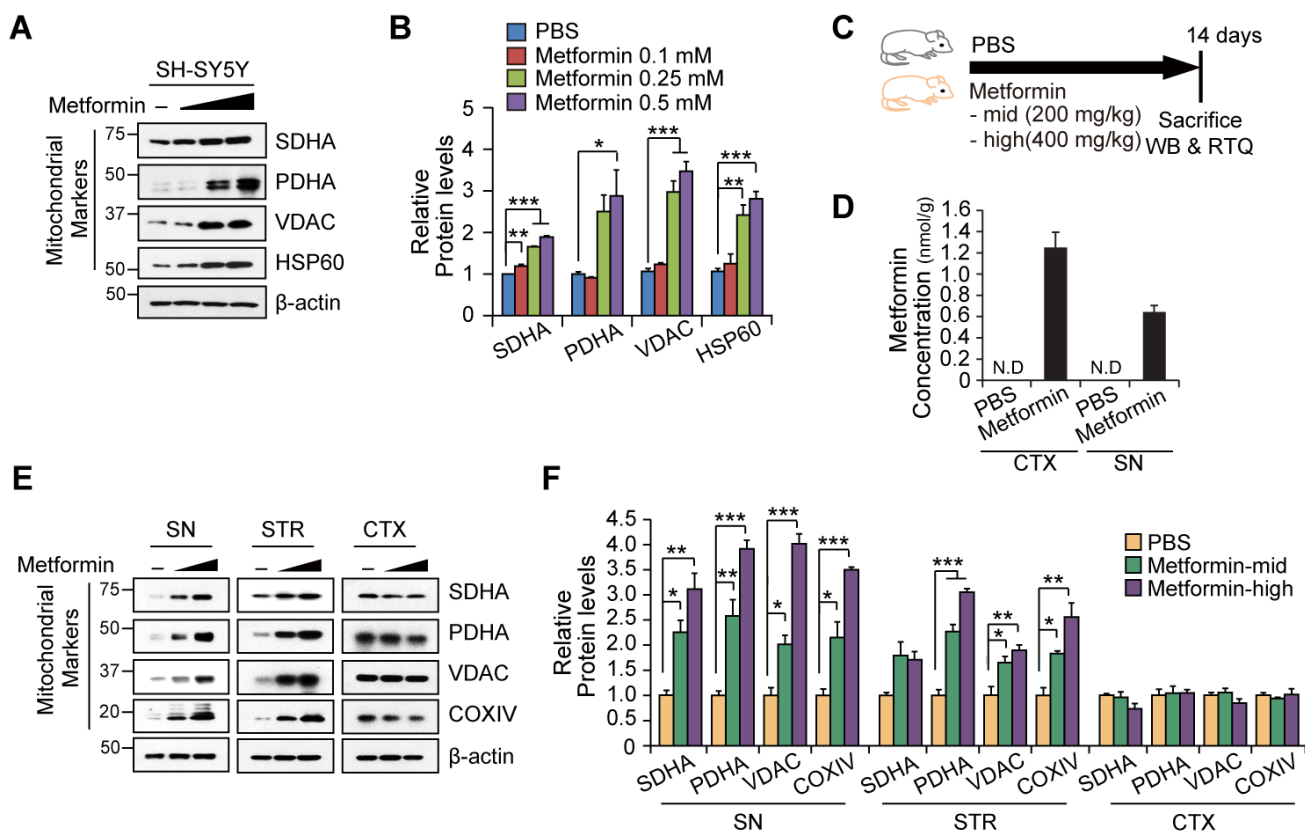 A
SH-SY5Y
Metformin –
Mitochondrial
Markers
75
50
37
50
50
SDHA
PDHA
VDAC
HSP60
β-actin
B
PBS
Metformin 0.1 mM
Metformin 0.25 mM
Metformin 0.5 mM
Relative
Protein levels
5
4
3
2
1
0
*** ** * *** *** **
SDHA PDHA VDAC HSP60
C
PBS
14 days
Metformin
- mid (200 mg/kg)
- high(400 mg/kg)
Sacrifice
WB & RTQ
D
Metformin
Concentration (nmol/g)
1.6
1.4
1.2
1.0
0.8
0.6
0.4
0.2
0
N.D N.D
PBS Metformin PBS Metformin
CTX SN
E
SN STR CTX
Metformin – – –
Mitochondrial
Markers
75
50
37
20
50
SDHA
PDHA
VDAC
COXIV
β-actin
F
Relative
Protein levels
4.5
4.0
3.5
3.0
2.5
2.0
1.5
1.0
0.5
0
PBS
Metformin-mid
Metformin-high
** * *** ** *** * *** * *** ** * ** *
SDHA PDHA VDAC COXIV SDHA PDHA VDAC COXIV SDHA PDHA VDAC COXIV
SN STR CTX